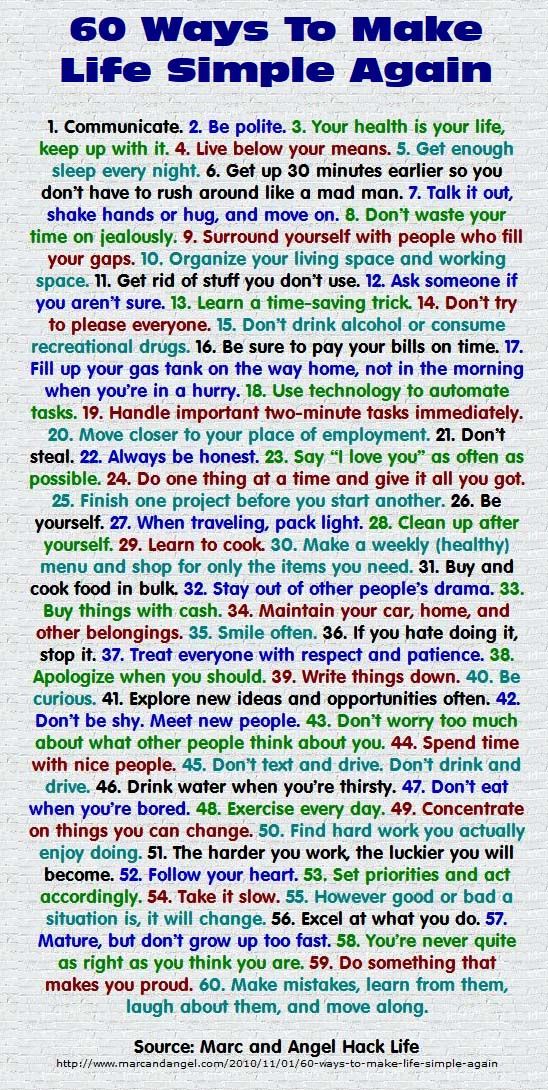 60 Ways To Make
Life Simple Again
1. Communicate. 2. Be polite. 3. Your health is your life,
keep up with it. 4. Live below your means. 5. Get enough
sleep every night. 6. Get up 30 minutes earlier so you
don't have to rush around like a mad man. 7. Talk it out,
shake hands or hug, and move on. 8. Don't waste your
time on jealously. 9. Surround yourself with people who fill
your gaps. 10. Organize your living space and working
space. 11. Get rid of stuff you don't use. 12. Ask someone if
you aren't sure. 13. Learn a time-saving trick. 14. Don't try
to please everyone. 15. Don't drink alcohol or consume
recreational drugs. 16. Be sure to pay your bills on time. 17.
Fill up your gas tank on the way home, not in the morning
when you're in a hurry. 18. Use technology to automate
tasks. 19. Handle important two-minute tasks immediately.
20. Move closer to your place of employment. 21. Don't
steal. 22. Always be honest. 23. Say "I love you" as often as
possible. 24. Do one thing at a time and give it all you got.
25. Finish one project before you start another. 26. Be
yourself. 27. When traveling, pack light. 28. Clean up after
yourself. 29. Learn to cook. 30. Make a weekly (healthy)
menu and shop for only the items you need. 31. Buy and
cook food in bulk. 32. Stay out of other people's drama. 33.
Buy things with cash. 34. Maintain your car, home, and
other belongings. 35. Smile often. 36. If you hate doing it,
stop it. 37. Treat everyone with respect and patience. 38.
Apologize when you should. 39. Write things down. 40. Be
curious. 41. Explore new ideas and opportunities often. 42.
Don't be shy. Meet new people. 43. Don't worry too much
about what other people think about you. 44. Spend time
with nice people. 45. Don't text and drive. Don't drink and
drive. 46. Drink water when you're thirsty. 47. Don't eat
when you're bored. 48. Exercise every day. 49. Concentrate
on things you can change. 50. Find hard work you actually
enjoy doing. 51. The harder you work, the luckier you will
become. 52. Follow your heart. 53. Set priorities and act
accordingly. 54. Take it slow. 55. However good or bad a
situation is, it will change. 56. Excel at what you do. 57.
Mature, but don't grow up too fast. 58. You're never quite
as right as you think you are. 59. Do something that
makes you proud. 60. Make mistakes, learn from them,
laugh about them, and move along.
Source: Marc and Angel Hack Life
http://www.marcandangel.com/2010/11/01/60-ways-to-make-life-simple-again